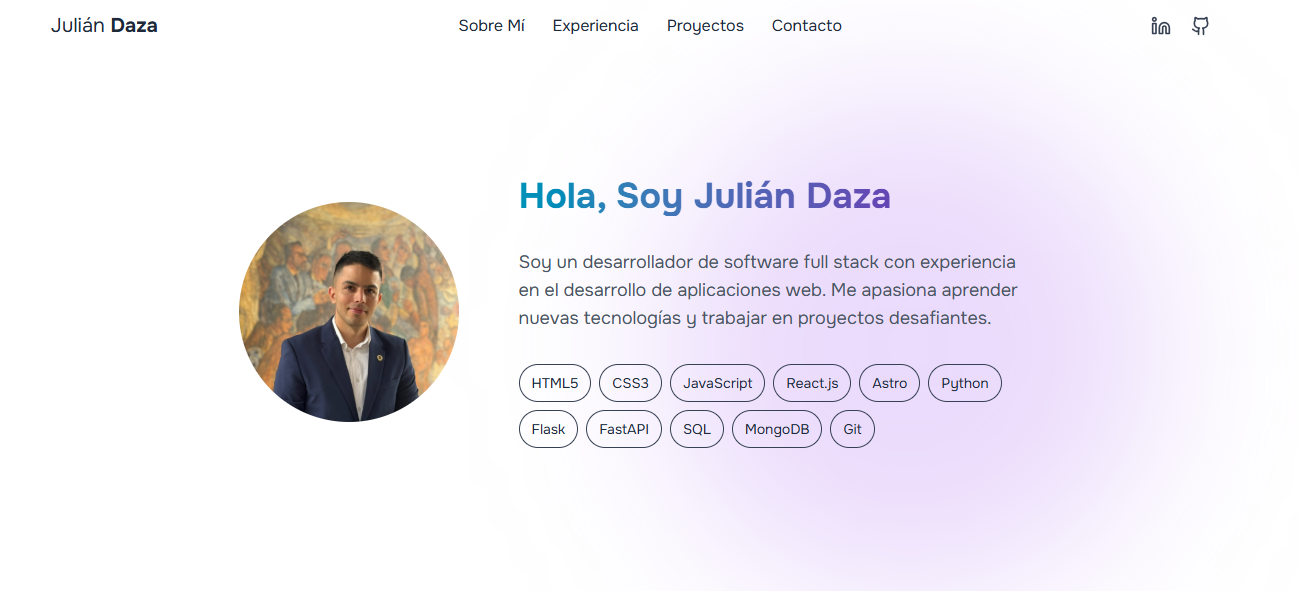 Julián Daza
Sobre Mí Experiencia Proyectos Contacto
Hola, Soy Julián Daza
Soy un desarrollador de software full stack con experiencia
en el desarrollo de aplicaciones web. Me apasiona aprender
nuevas tecnologías y trabajar en proyectos desafiantes.
HTML5 CSS3 JavaScript React.js Astro Python
Flask FastAPI SQL MongoDB Git